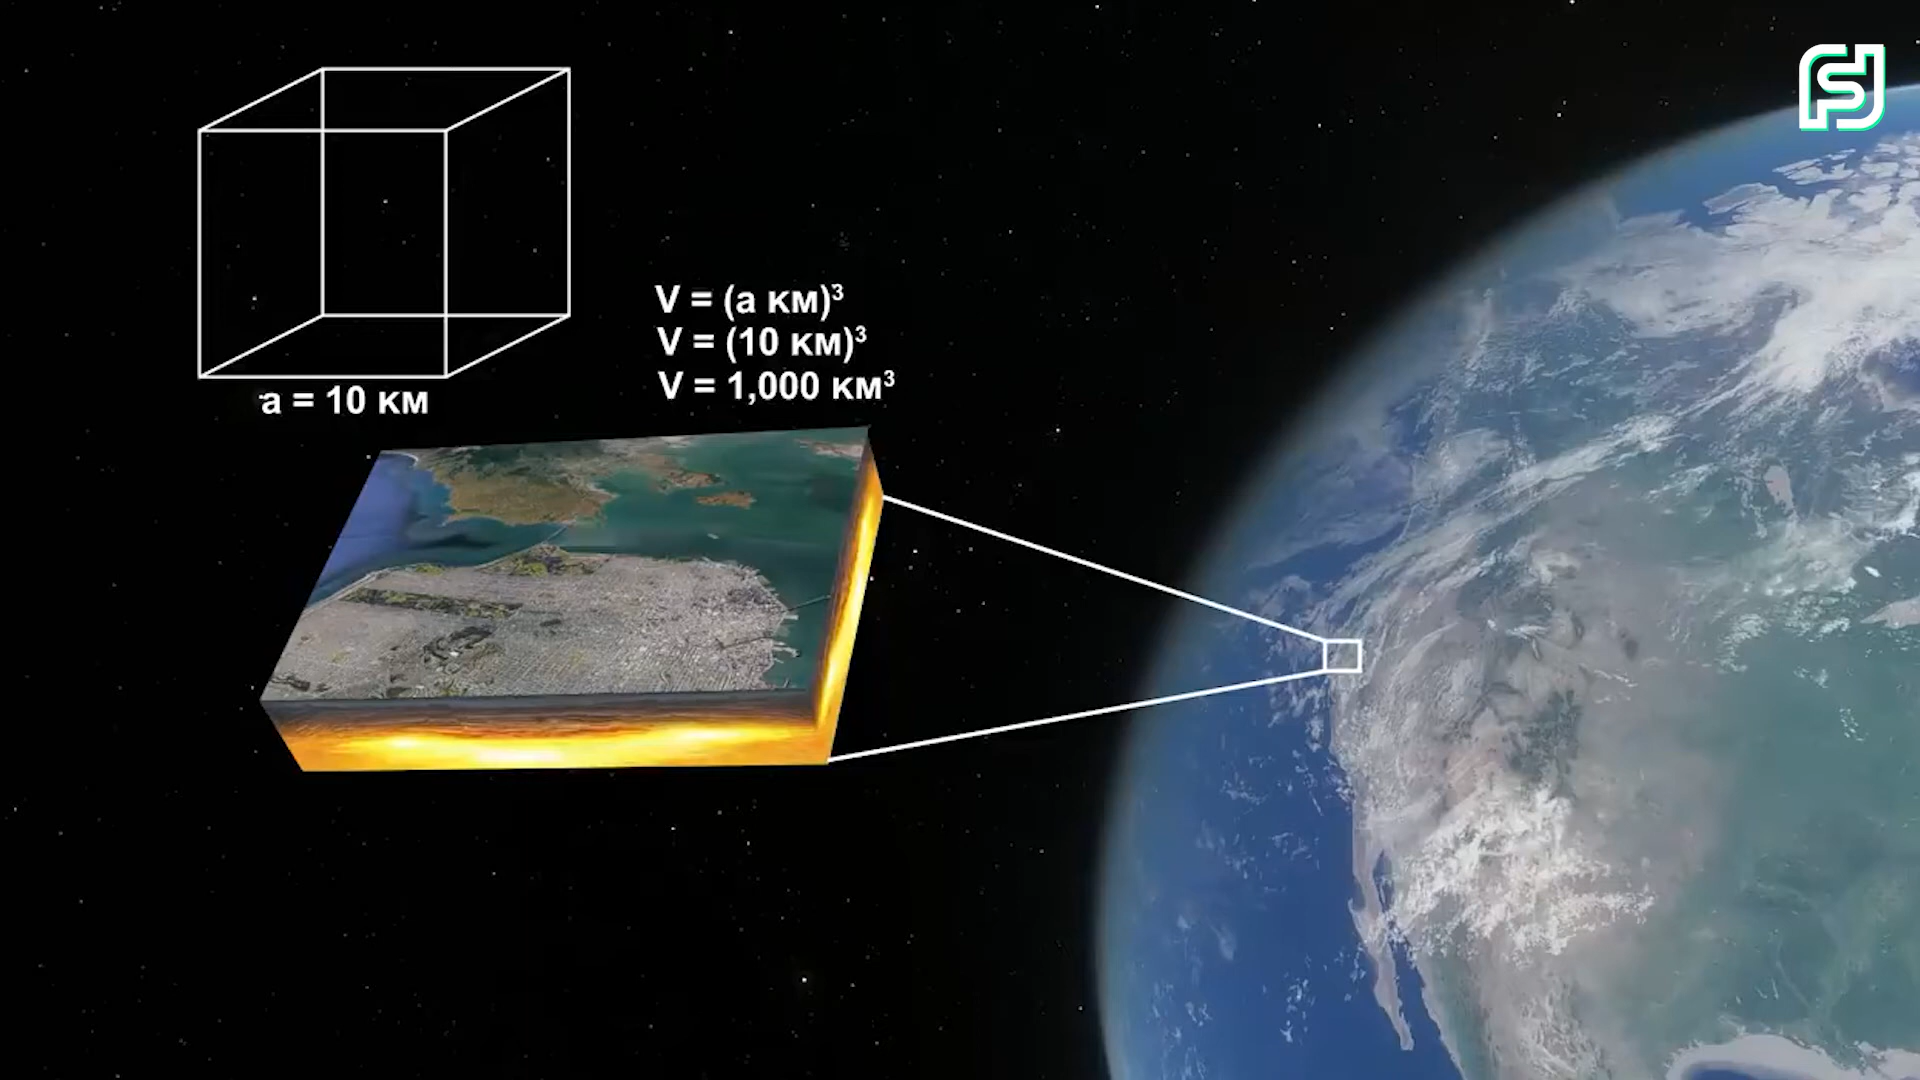 V = (a км)³
V = (10 км)³
V = 1,000 км³
a = 10 км